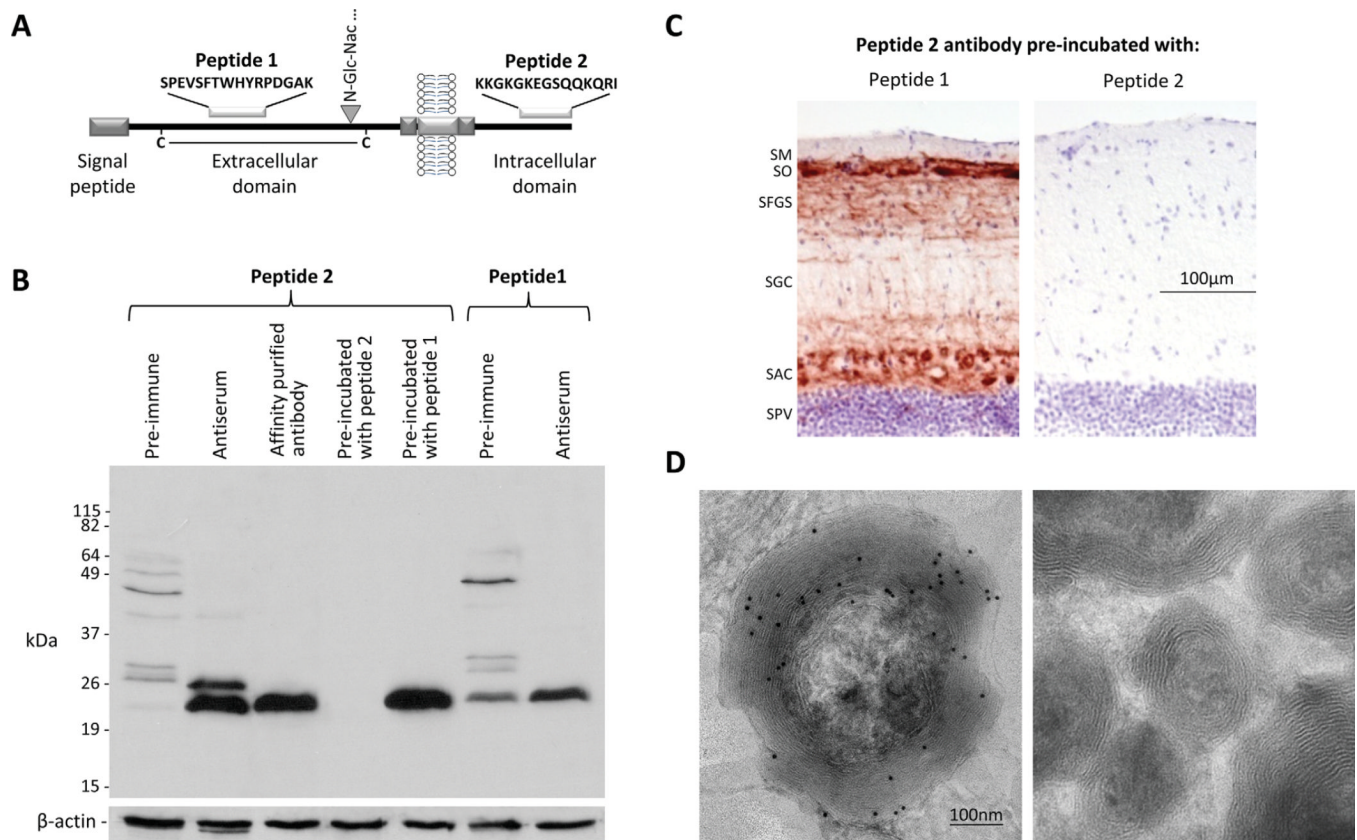 A
Peptide 1
SPEVSFTWHYRPDGAK
N-Glc-Nac ...
Peptide 2
KKGKGKEGSQQKQRI
C
C
Signal
peptide
Extracellular
domain
Intracellular
domain
B
Peptide 2
Peptide1
Pre-immune
Antiserum
Affinity purified
antibody
Pre-incubated
with peptide 2
Pre-incubated
with peptide 1
Pre-immune
Antiserum
115 -
82 -
64 -
49 -
37 -
kDa
26 -
19 -
15 -
β-actin -
C
Peptide 2 antibody pre-incubated with:
Peptide 1
Peptide 2
SM
SO
SFGS
SGC
SAC
SPV
100μm
D
100nm